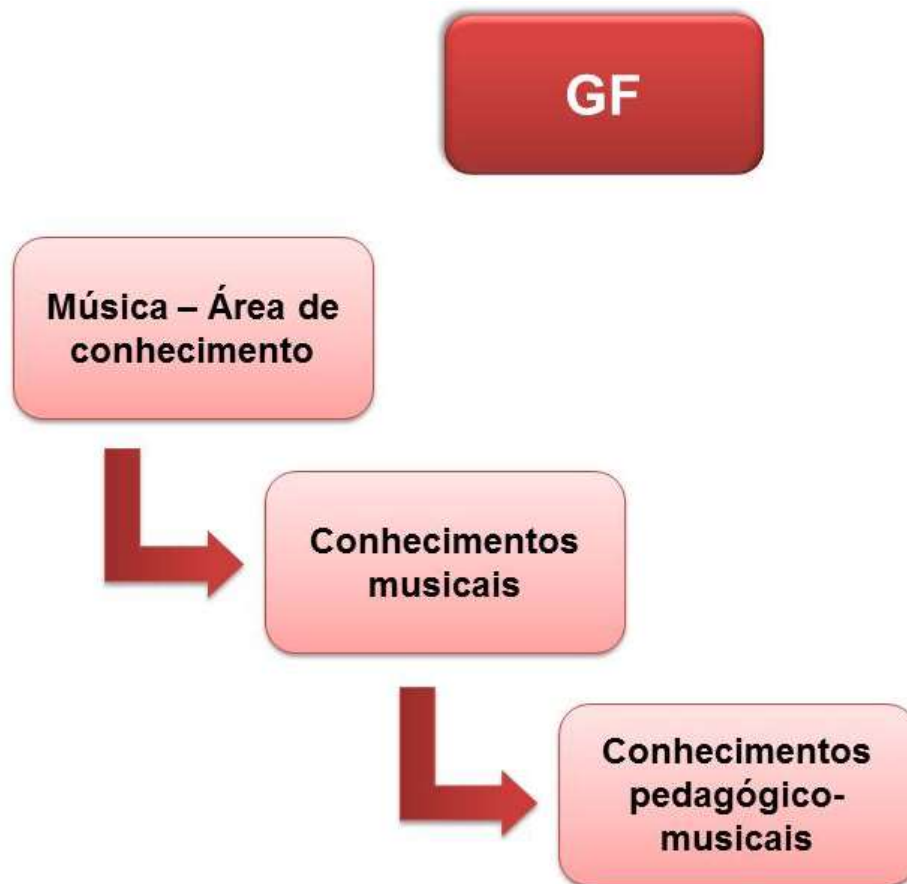 GF
Música – Área de
conhecimento
Conhecimentos
musicais
Conhecimentos
pedagógico-
musicais